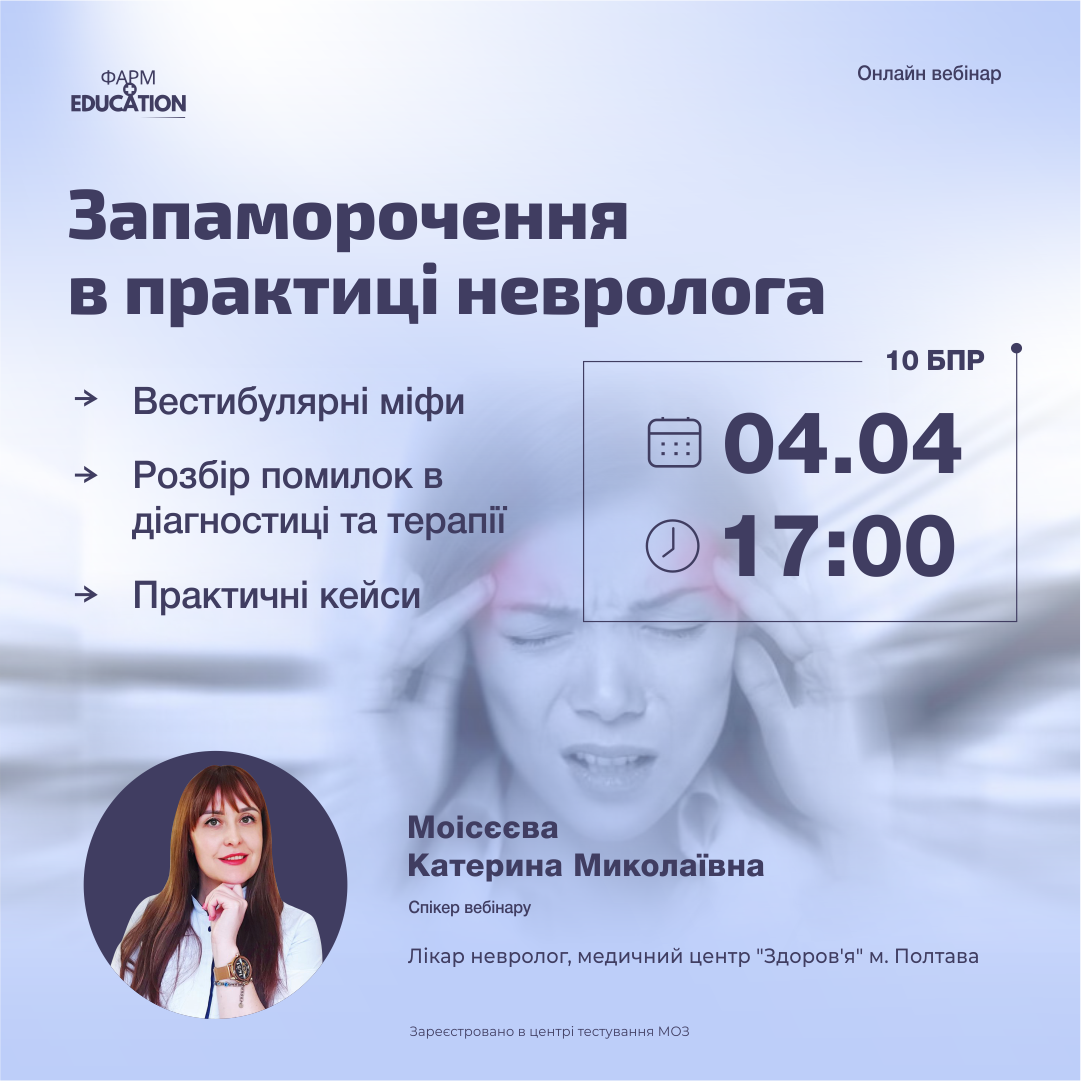 ФАРМ
EDUCATION
Онлайн вебінар
Запаморочення
в практиці невролога
Вестибулярні міфи
Розбір помилок в
діагностиці та терапії
Практичні кейси
10 БПР
04.04
17:00
Моісєєва
Катерина Миколаївна
Спікер вебінару
Лікар невролог, медичний центр "Здоров'я" м. Полтава
Зареєстровано в центрі тестування МОЗ